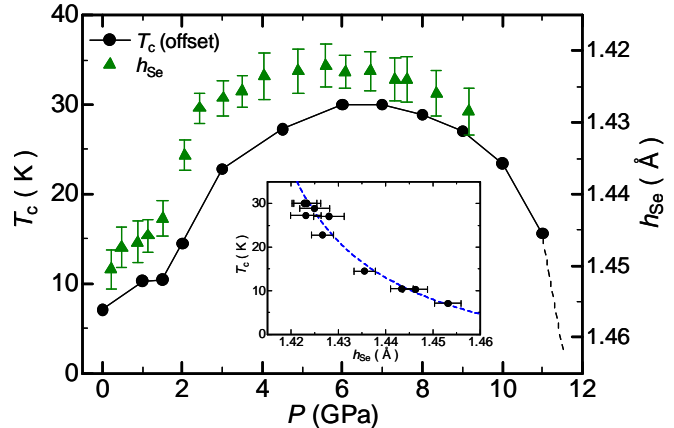 40
30
20
10
0
T_c ( K )
T_c (offset)
h_Se
1.42
1.43
1.44
1.45
1.46
h_Se ( Å )
0 2 4 6 8 10 12
P (GPa)
30
20
10
0
T_c ( K )
1.42 1.43 1.44 1.45 1.46
h_Se ( Å )